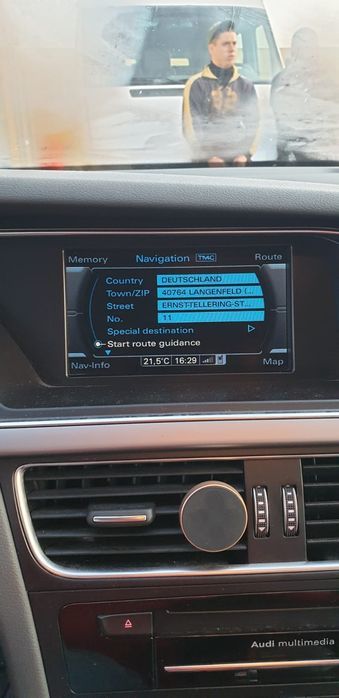 Memory Navigation TMC Route
Country DEUTSCHLAND
Town/ZIP 40764 LANGENFELD (...
Street ERNST-TELLERING-ST...
No. 11
Special destination
Start route guidance
Nav-Info 21,5°C 16:29 Map
Audi multimedia